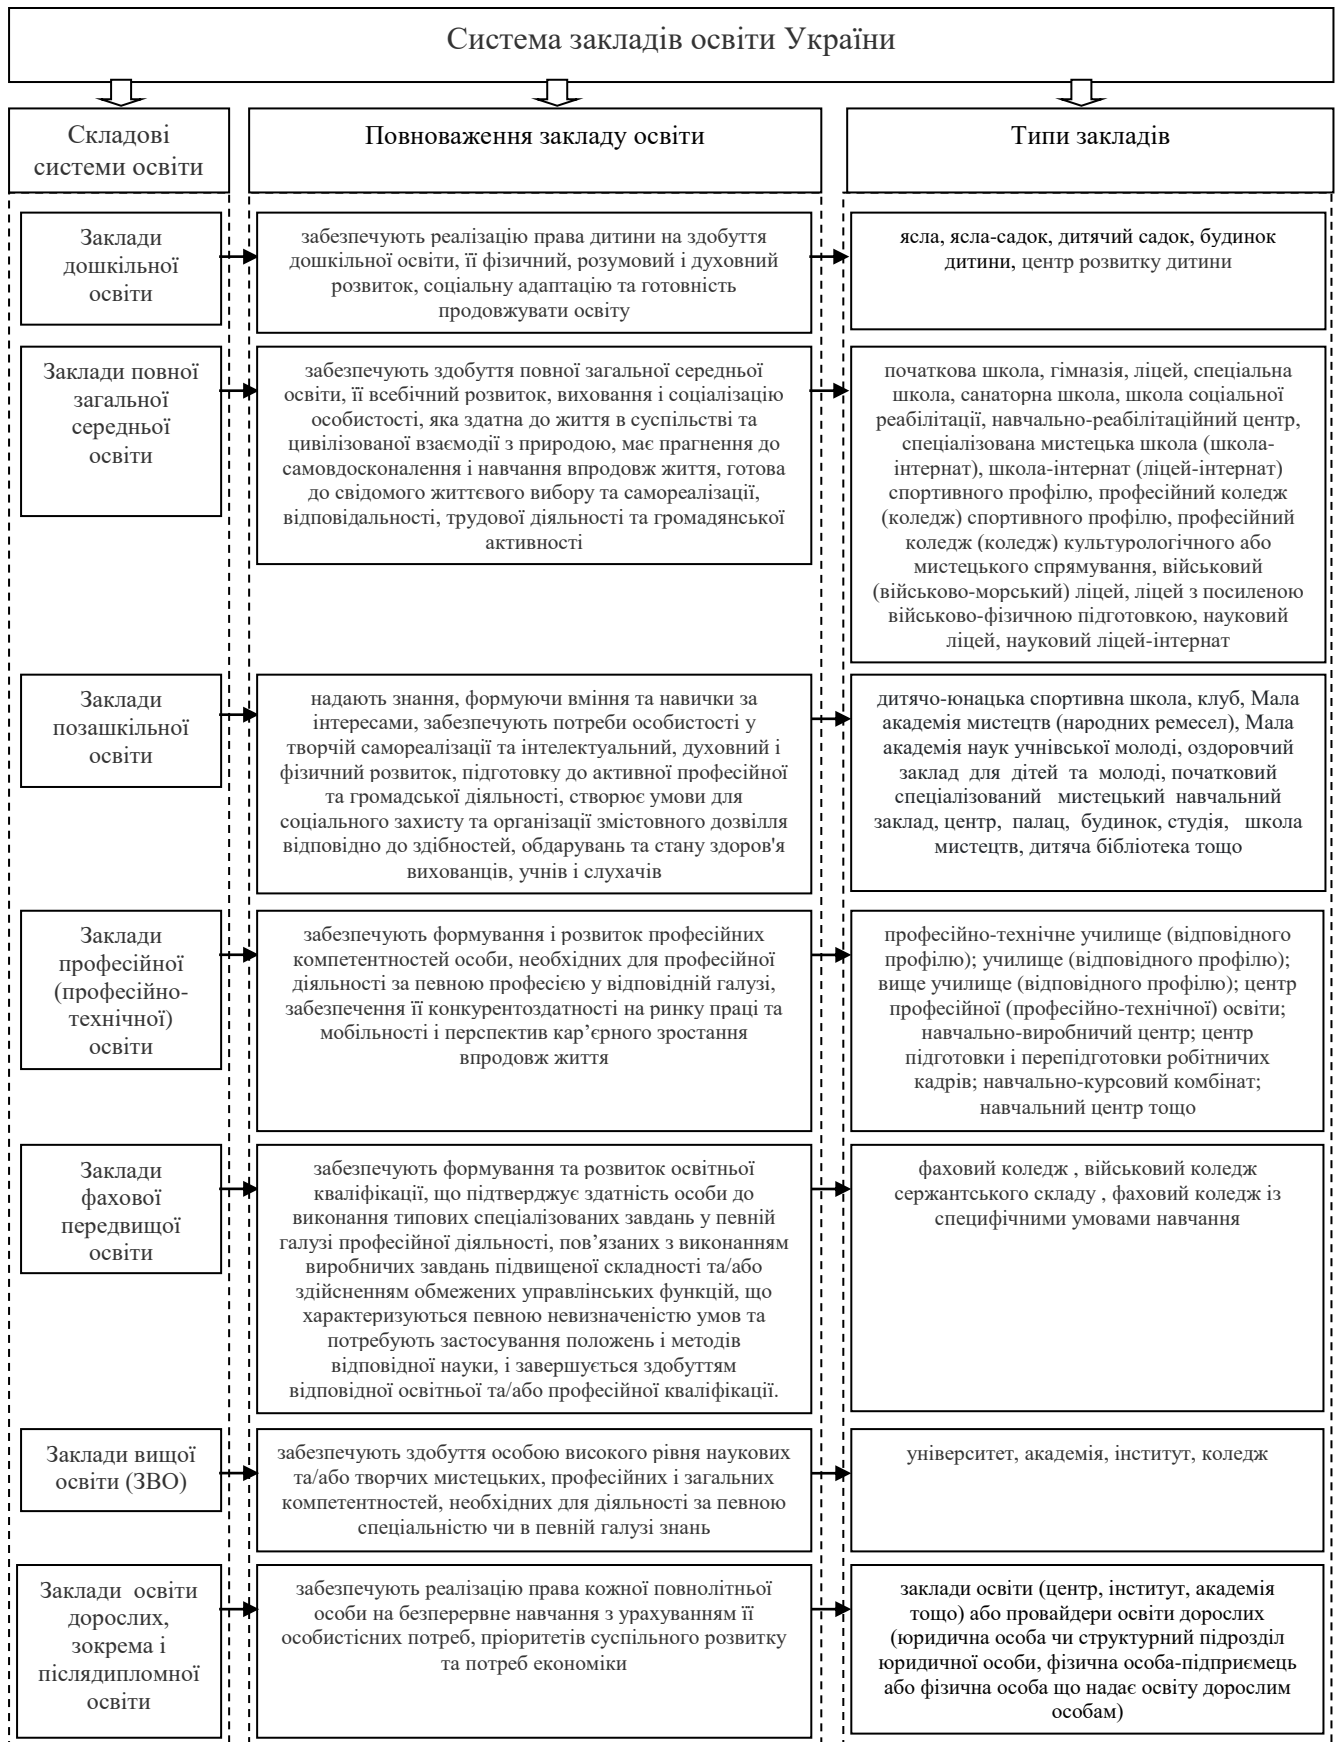 Система закладів освіти України
Складові
системи освіти
Повноваження закладу освіти
Типи закладів
Заклади
дошкільної
освіти
забезпечують реалізацію права дитини на здобуття
дошкільної освіти, її фізичний, розумовий і духовний
розвиток, соціальну адаптацію та готовність
продовжувати освіту
ясла, ясла-садок, дитячий садок, будинок
дитини, центр розвитку дитини
Заклади повної
загальної
середньої
освіти
забезпечують здобуття повної загальної середньої
освіти, її всебічний розвиток, виховання і соціалізацію
особистості, яка здатна до життя в суспільстві та
цивілізованої взаємодії з природою, має прагнення до
самовдосконалення і навчання впродовж життя, готова
до свідомого життєвого вибору та самореалізації,
відповідальності, трудової діяльності та громадянської
активності
початкова школа, гімназія, ліцей, спеціальна
школа, санаторна школа, школа соціальної
реабілітації, навчально-реабілітаційний центр,
спеціалізована мистецька школа (школа-
інтернат), школа-інтернат (ліцей-інтернат)
спортивного профілю, професійний коледж
(коледж) спортивного профілю, професійний
коледж (коледж) культурологічного або
мистецького спрямування, військовий
(військово-морський) ліцей, ліцей з посиленою
військово-фізичною підготовкою, науковий
ліцей, науковий ліцей-інтернат
Заклади
позашкільної
освіти
надають знання, формуючи вміння та навички за
інтересами, забезпечують потреби особистості у
творчій самореалізації та інтелектуальний, духовний і
фізичний розвиток, підготовку до активної професійної
та громадської діяльності, створює умови для
соціального захисту та організації змістовного дозвілля
відповідно до здібностей, обдарувань та стану здоров'я
вихованців, учнів і слухачів
дитячо-юнацька спортивна школа, клуб, Мала
академія мистецтв (народних ремесел), Мала
академія наук учнівської молоді, оздоровчий
заклад для дітей та молоді, початковий
спеціалізований мистецький навчальний
заклад, центр, палац, будинок, студія, школа
мистецтв, дитяча бібліотека тощо
Заклади
професійної
(професійно-
технічної)
освіти
забезпечують формування і розвиток професійних
компетентностей особи, необхідних для професійної
діяльності за певною професією у відповідній галузі,
забезпечення її конкурентоздатності на ринку праці та
мобільності і перспектив кар’єрного зростання
впродовж життя
професійно-технічне училище (відповідного
профілю); училище (відповідного профілю);
вище училище (відповідного профілю); центр
професійної (професійно-технічної) освіти;
навчально-виробничий центр; центр
підготовки і перепідготовки робітничих
кадрів; навчально-курсовий комбінат;
навчальний центр тощо
Заклади
фахової
передвищої
освіти
забезпечують формування та розвиток освітньої
кваліфікації, що підтверджує здатність особи до
виконання типових спеціалізованих завдань у певній
галузі професійної діяльності, пов’язаних з виконанням
виробничих завдань підвищеної складності та/або
здійсненням обмежених управлінських функцій, що
характеризуються певною невизначеністю умов та
потребують застосування положень і методів
відповідної науки, і завершується здобуттям
відповідної освітньої та/або професійної кваліфікації.
фаховий коледж , військовий коледж
сержантського складу , фаховий коледж із
специфічними умовами навчання
Заклади вищої
освіти (ЗВО)
забезпечують здобуття особою високого рівня наукових
та/або творчих мистецьких, професійних і загальних
компетентностей, необхідних для діяльності за певною
спеціальністю чи в певній галузі знань
університет, академія, інститут, коледж
Заклади освіти
дорослих,
зокрема і
післядипломної
освіти
забезпечують реалізацію права кожної повнолітньої
особи на безперервне навчання з урахуванням її
особистісних потреб, пріоритетів суспільного розвитку
та потреб економіки
заклади освіти (центр, інститут, академія
тощо) або провайдери освіти дорослих
(юридична особа чи структурний підрозділ
юридичної особи, фізична особа-підприємець
або фізична особа що надає освіту дорослим
особам)